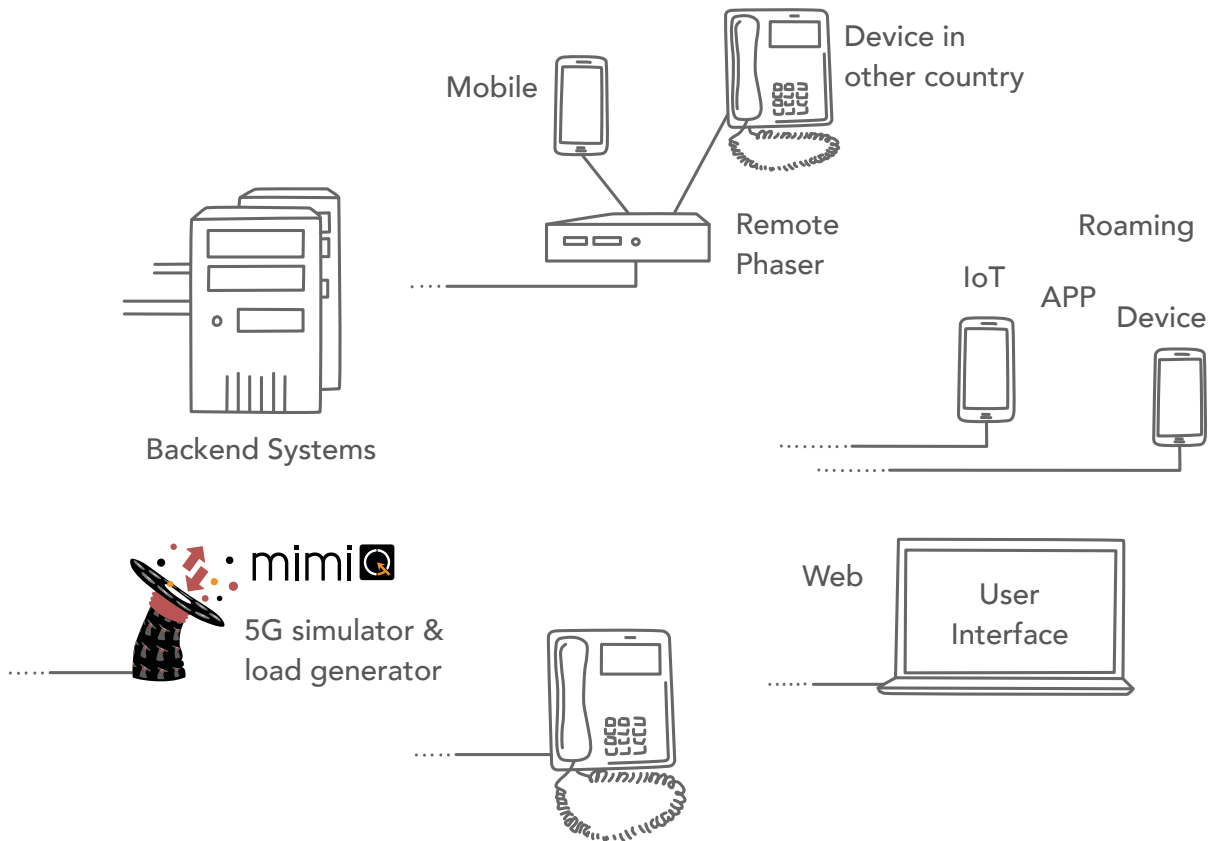 Device in
other country
Mobile
Remote
Phaser
Roaming
IoT
APP
Device
Backend Systems
mimiQ
5G simulator &
load generator
Web
User
Interface